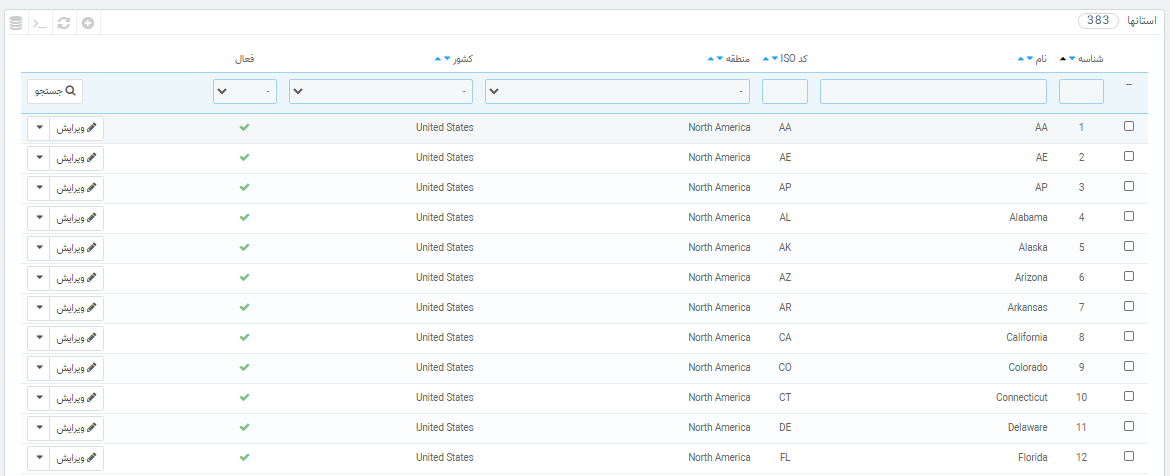 استانها 383
شناسه نام کد ISO منطقه کشور فعال
-- - - - جستجو
1 AA AA North America United States ویرایش
2 AE AE North America United States ویرایش
3 AP AP North America United States ویرایش
4 Alabama AL North America United States ویرایش
5 Alaska AK North America United States ویرایش
6 Arizona AZ North America United States ویرایش
7 Arkansas AR North America United States ویرایش
8 California CA North America United States ویرایش
9 Colorado CO North America United States ویرایش
10 Connecticut CT North America United States ویرایش
11 Delaware DE North America United States ویرایش
12 Florida FL North America United States ویرایش